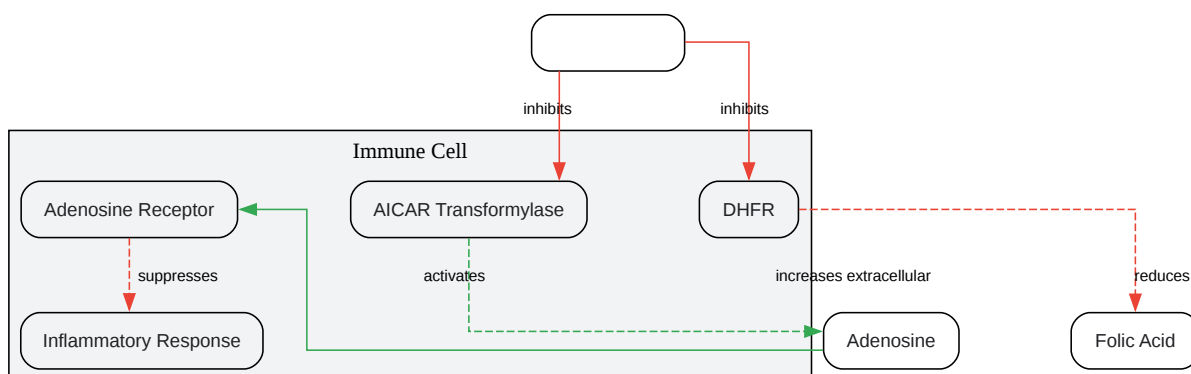 inhibits
inhibits
Immune Cell
Adenosine Receptor
AICAR Transformylase
DHFR
suppresses
activates
increases extracellular
reduces
Inflammatory Response
Adenosine
Folic Acid